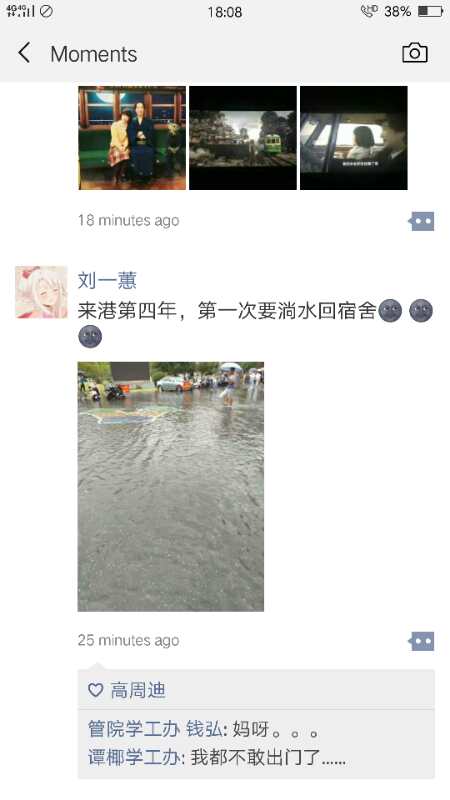 4G 4G
18:08
HD 38%
Moments
18 minutes ago
刘一蕙
来港第四年，第一次要淌水回宿舍🌚🌚
🌚
25 minutes ago
高周迪
管院学工办 钱弘: 妈呀。。。
谭椰学工办: 我都不敢出门了......